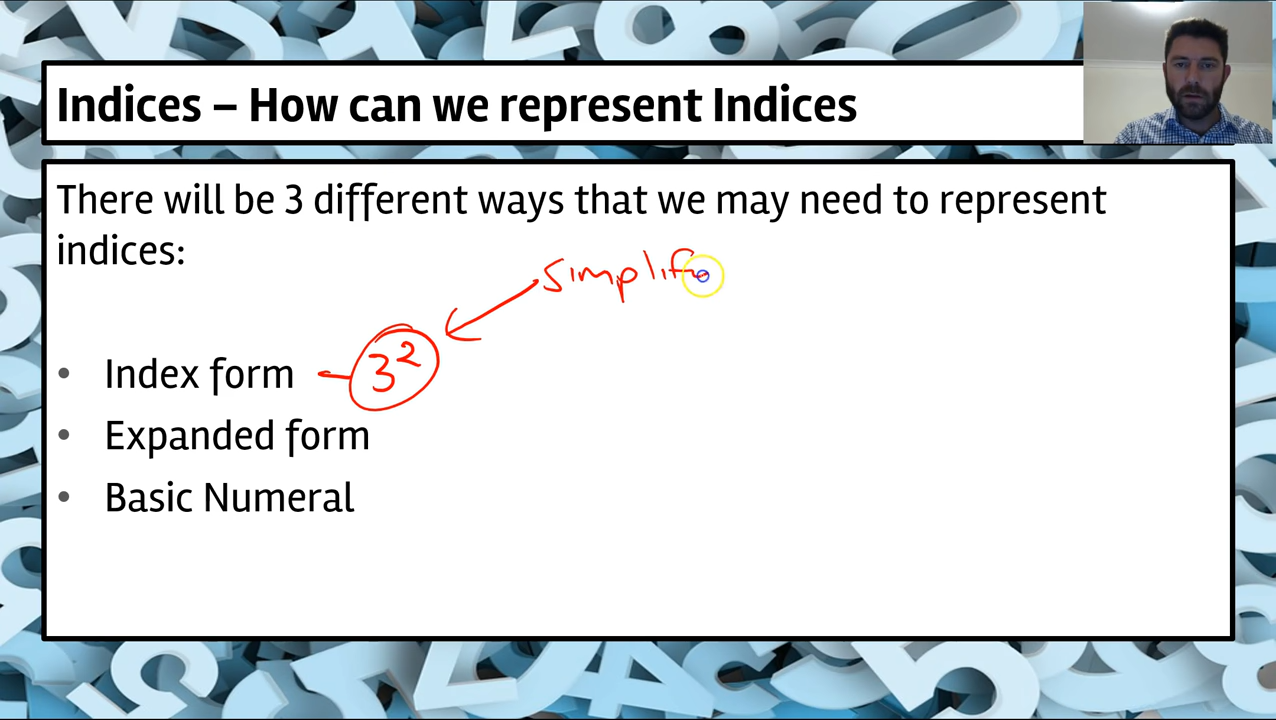 Indices – How can we represent Indices
There will be 3 different ways that we may need to represent
indices:
simplif
• Index form – 3²
• Expanded form
• Basic Numeral